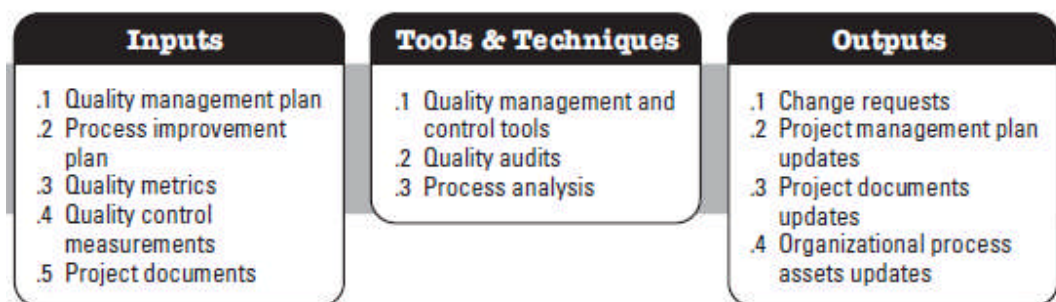 Inputs
.1 Quality management plan
.2 Process improvement
plan
.3 Quality metrics
.4 Quality control
measurements
.5 Project documents
Tools & Techniques
.1 Quality management and
control tools
.2 Quality audits
.3 Process analysis
Outputs
.1 Change requests
.2 Project management plan
updates
.3 Project documents
updates
.4 Organizational process
assets updates